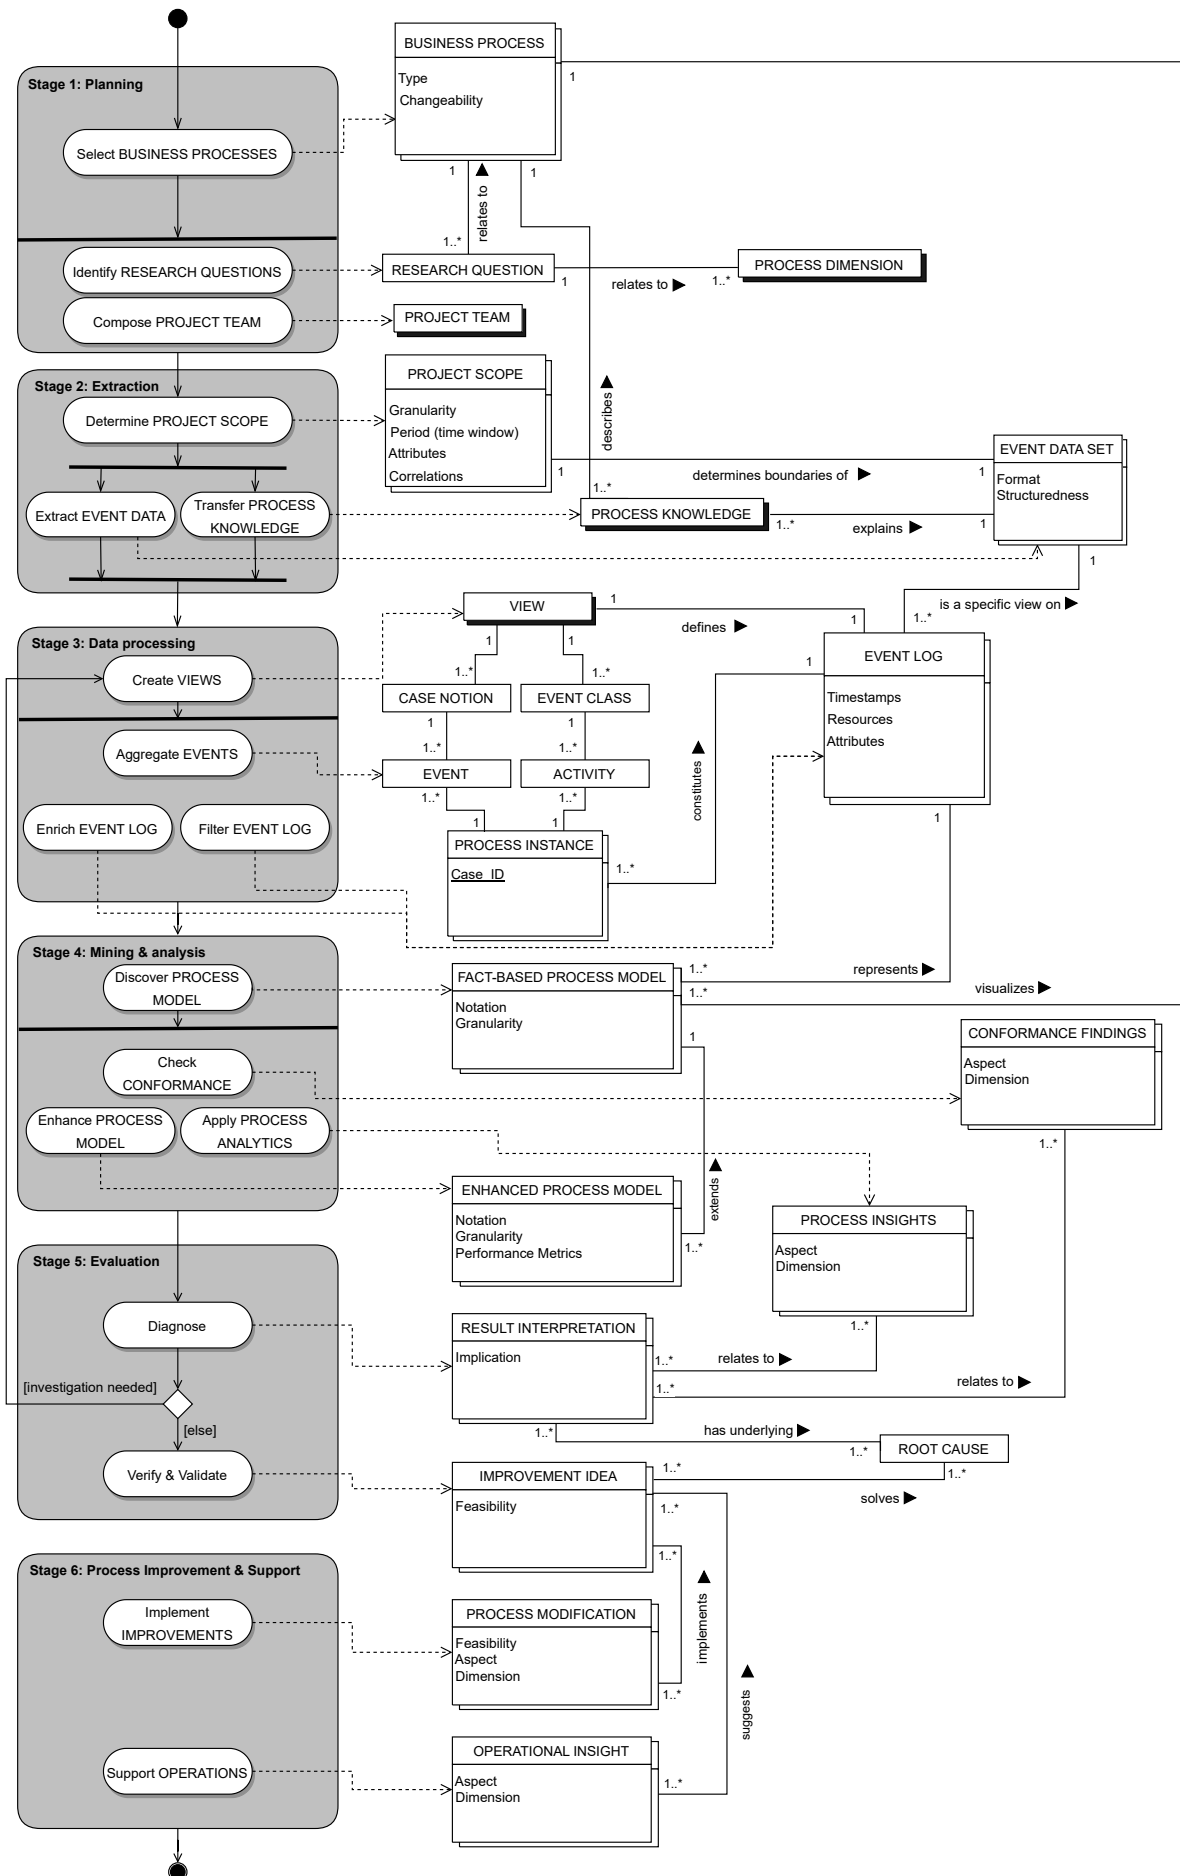 BUSINESS PROCESS
Type
Changeability
1
Stage 1: Planning
Select BUSINESS PROCESSES
1
1
relates to
1..*
Identify RESEARCH QUESTIONS
RESEARCH QUESTION
1
relates to
1..*
PROCESS DIMENSION
Compose PROJECT TEAM
PROJECT TEAM
Stage 2: Extraction
Determine PROJECT SCOPE
PROJECT SCOPE
Granularity
Period (time window)
Attributes
Correlations
1
determines boundaries of
1
describes
1..*
EVENT DATA SET
Format
Structuredness
Extract EVENT DATA
Transfer PROCESS
KNOWLEDGE
PROCESS KNOWLEDGE
1..*
explains
1
1
is a specific view on
1..*
Stage 3: Data processing
Create VIEWS
VIEW
1
defines
1
1
1
1..*
1..*
CASE NOTION
EVENT CLASS
1
1
1..*
1..*
Aggregate EVENTS
EVENT
ACTIVITY
1..*
1..*
1
1
EVENT LOG
Timestamps
Resources
Attributes
1
constitutes
1..*
1
Enrich EVENT LOG
Filter EVENT LOG
PROCESS INSTANCE
Case_ID
Stage 4: Mining & analysis
Discover PROCESS
MODEL
FACT-BASED PROCESS MODEL
Notation
Granularity
1..*
represents
1..*
visualizes
1
CONFORMANCE FINDINGS
Aspect
Dimension
1..*
Check
CONFORMANCE
Enhance PROCESS
MODEL
Apply PROCESS
ANALYTICS
extends
1..*
ENHANCED PROCESS MODEL
Notation
Granularity
Performance Metrics
PROCESS INSIGHTS
Aspect
Dimension
1..*
Stage 5: Evaluation
Diagnose
RESULT INTERPRETATION
Implication
1..*
relates to
1..*
relates to
[investigation needed]
[else]
1..*
has underlying
1..*
ROOT CAUSE
1..*
Verify & Validate
IMPROVEMENT IDEA
Feasibility
1..*
solves
1..*
1..*
Stage 6: Process Improvement & Support
Implement
IMPROVEMENTS
PROCESS MODIFICATION
Feasibility
Aspect
Dimension
implements
1..*
suggests
Support OPERATIONS
OPERATIONAL INSIGHT
Aspect
Dimension
1..*